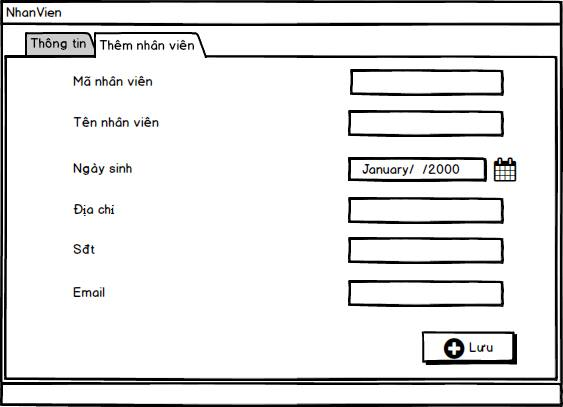 NhanVien
Thông tin Thêm nhân viên
Mã nhân viên
Tên nhân viên
Ngày sinh January/ /2000
Địa chỉ
Sđt
Email
Lưu